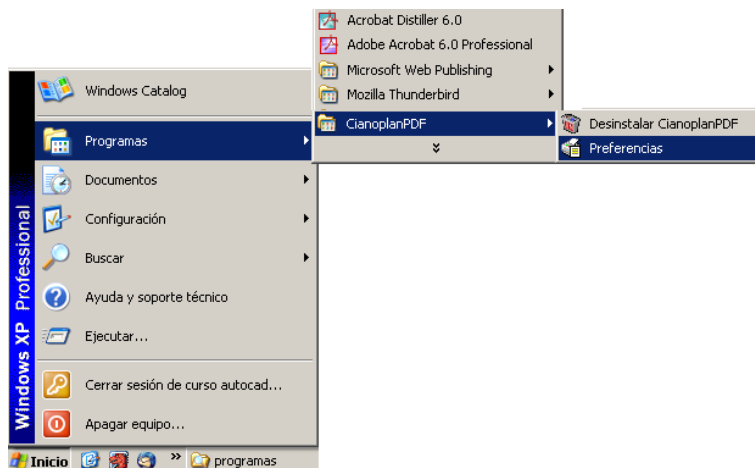 Acrobat Distiller 6.0
Adobe Acrobat 6.0 Professional
Microsoft Web Publishing
Mozilla Thunderbird
CianoplanPDF
Desinstalar CianoplanPDF
Preferencias
Windows Catalog
Programas
Documentos
Configuración
Buscar
Ayuda y soporte técnico
Ejecutar...
Cerrar sesión de curso autocad...
Apagar equipo...
Windows XP Professional
Inicio
programas